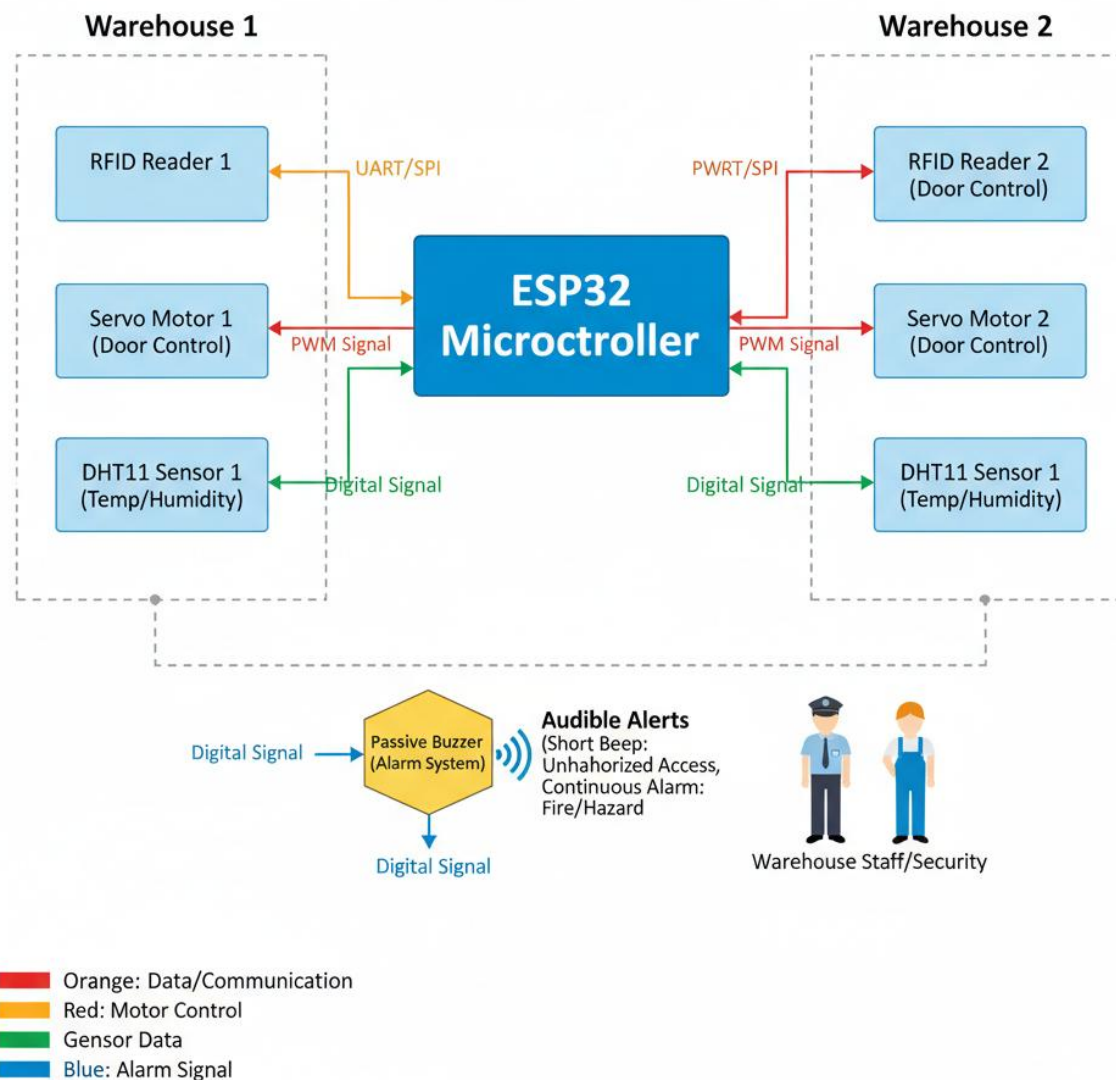 Warehouse 1
Warehouse 2
RFID Reader 1
UART/SPI
PWRT/SPI
RFID Reader 2
(Door Control)
ESP32
Microctroller
Servo Motor 1
(Door Control)
PWM Signal
PWM Signal
Servo Motor 2
(Door Control)
DHT11 Sensor 1
(Temp/Humidity)
Digital Signal
Digital Signal
DHT11 Sensor 1
(Temp/Humidity)
Digital Signal
Passive Buzzer
(Alarm System)
Audible Alerts
(Short Beep:
Unhahorized Access,
Continuous Alarm:
Fire/Hazard
Digital Signal
Warehouse Staff/Security
Orange: Data/Communication
Red: Motor Control
Gensor Data
Blue: Alarm Signal